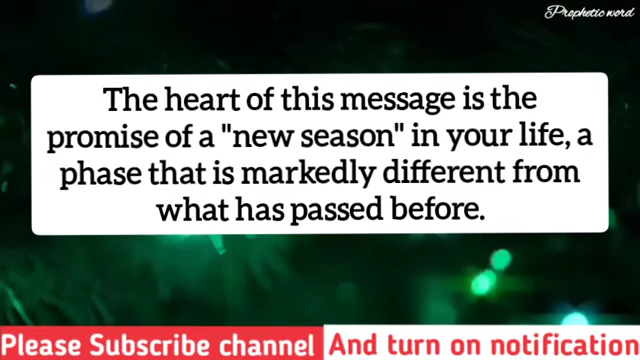 Prophetic word
The heart of this message is the
promise of a "new season" in your life, a
phase that is markedly different from
what has passed before.
Please Subscribe channel And turn on notification